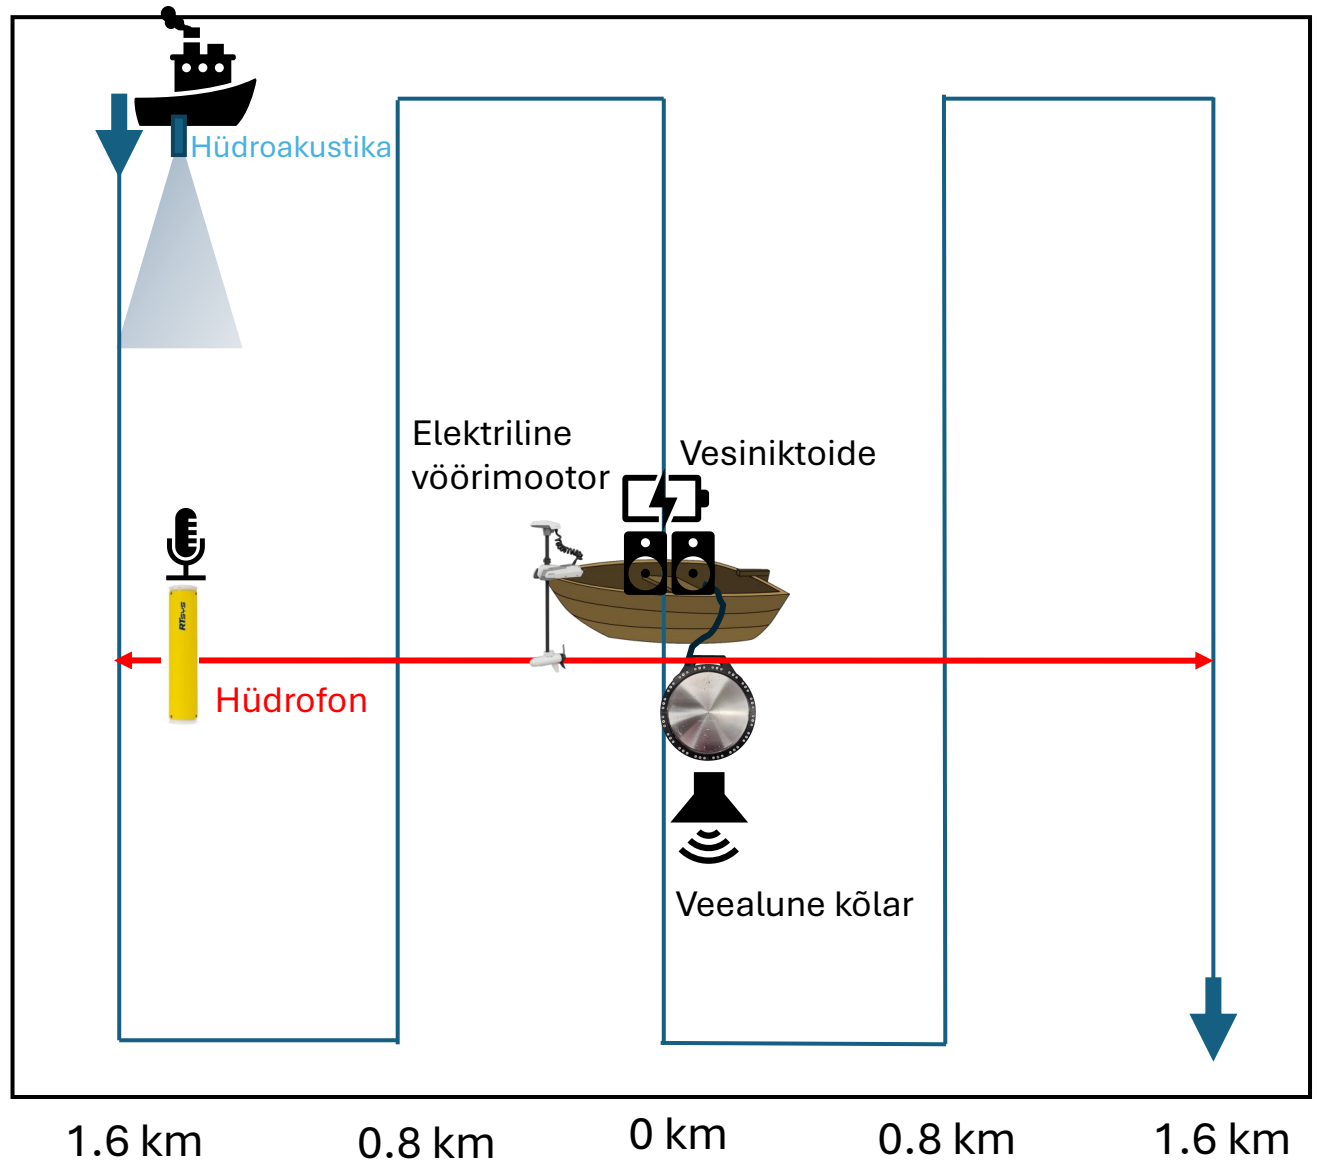 Hüdroakustika
Elektriline
vöörimootor
Vesiniktoide
RTSYS
Hüdrofon
Veealune kõlar
1.6 km
0.8 km
0 km
0.8 km
1.6 km